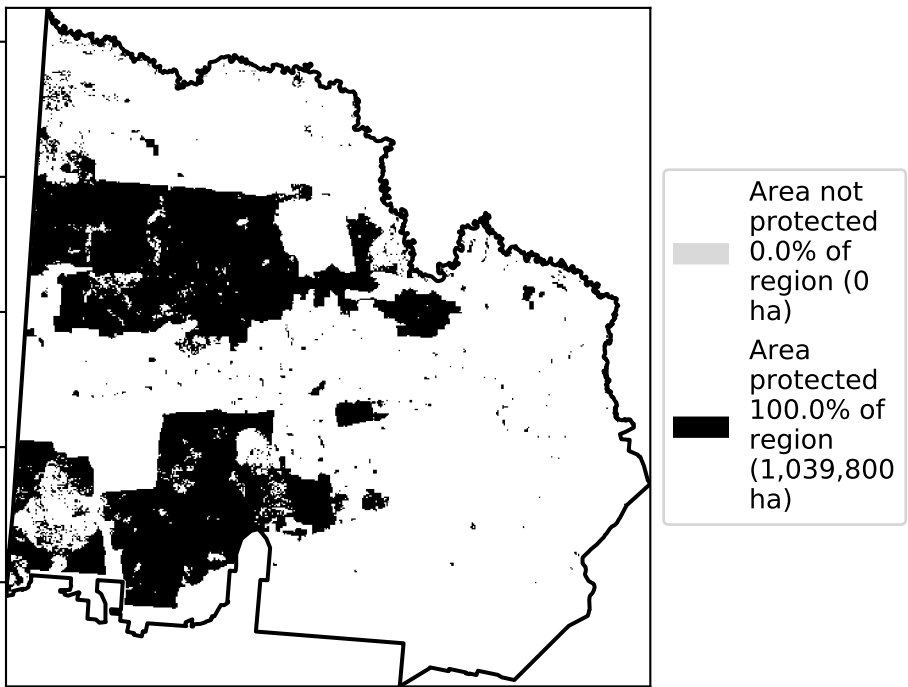 Area not
protected
0.0% of
region (0
ha)
Area
protected
100.0% of
region
(1,039,800
ha)